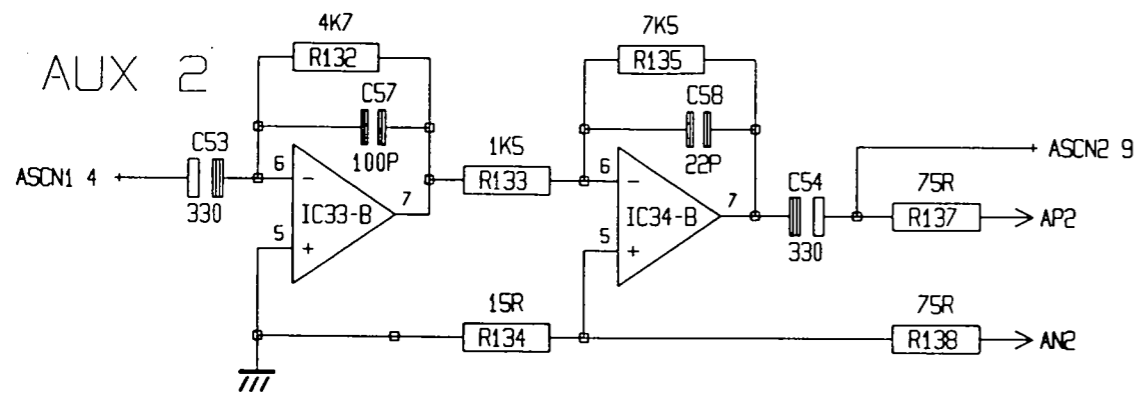 AUX 2
4K7
R132
C57
100P
C53
330
ASCN1 4
6
5
7
IC33-B
1K5
R133
7K5
R135
C58
22P
6
5
7
IC34-B
C54
330
ASCN2 9
75R
R137
AP2
15R
R134
75R
R138
AN2